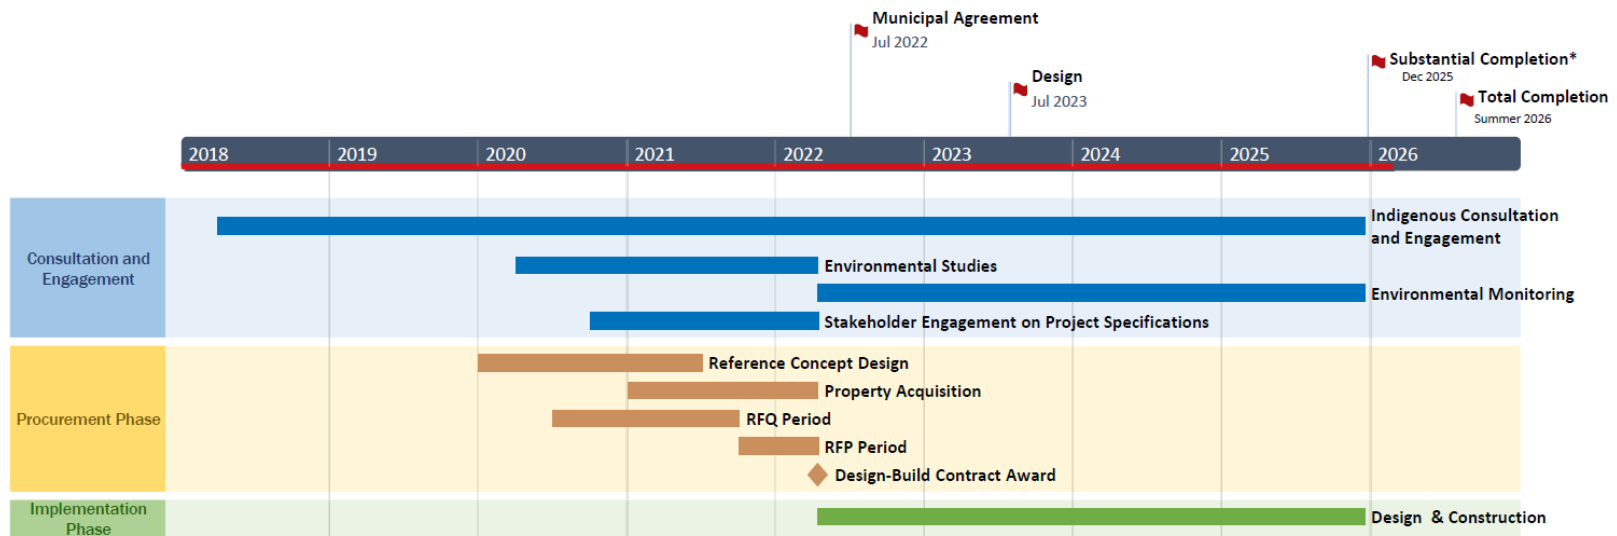 Municipal Agreement
Jul 2022
Design
Jul 2023
Substantial Completion*
Dec 2025
Total Completion
Summer 2026
2018 2019 2020 2021 2022 2023 2024 2025 2026
Consultation and
Engagement
Indigenous Consultation
and Engagement
Environmental Studies
Environmental Monitoring
Stakeholder Engagement on Project Specifications
Procurement Phase
Reference Concept Design
Property Acquisition
RFQ Period
RFP Period
Design-Build Contract Award
Implementation
Phase
Design & Construction